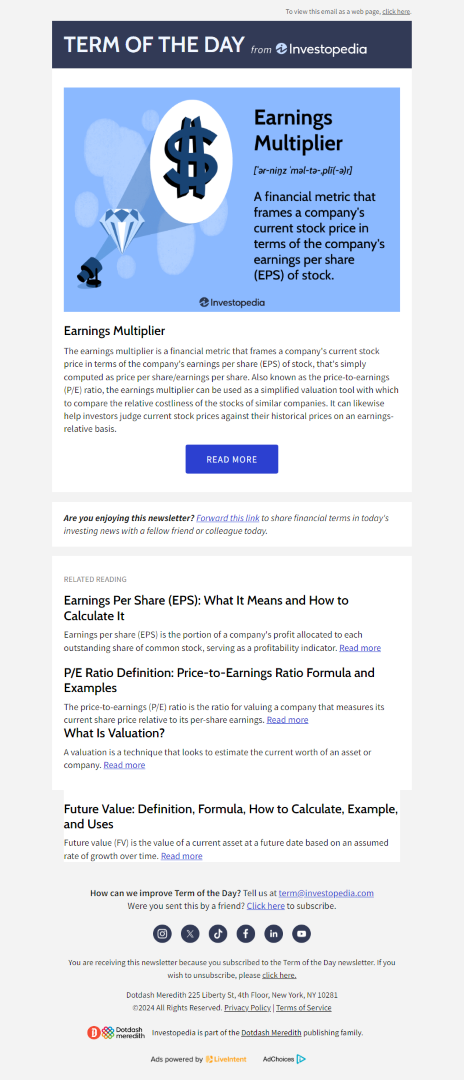 To view this email as a web page, click here.
TERM OF THE DAY from Investopedia
Earnings
Multiplier
['ər-niŋz ˈməl-tə-ˌplī(-ə)r]
A financial metric that
frames a company's
current stock price in
terms of the company's
earnings per share
(EPS) of stock.
Investopedia
Earnings Multiplier
The earnings multiplier is a financial metric that frames a company's current stock
price in terms of the company's earnings per share (EPS) of stock, that's simply
computed as price per share/earnings per share. Also known as the price-to-earnings
(P/E) ratio, the earnings multiplier can be used as a simplified valuation tool with which
to compare the relative costliness of the stocks of similar companies. It can likewise
help investors judge current stock prices against their historical prices on an earnings-
relative basis.
READ MORE
Are you enjoying this newsletter? Forward this link to share financial terms in today's
investing news with a fellow friend or colleague today.
RELATED READING
Earnings Per Share (EPS): What It Means and How to
Calculate It
Earnings per share (EPS) is the portion of a company's profit allocated to each
outstanding share of common stock, serving as a profitability indicator. Read more
P/E Ratio Definition: Price-to-Earnings Ratio Formula and
Examples
The price-to-earnings (P/E) ratio is the ratio for valuing a company that measures its
current share price relative to its per-share earnings. Read more
What Is Valuation?
A valuation is a technique that looks to estimate the current worth of an asset or
company. Read more
Future Value: Definition, Formula, How to Calculate, Example,
and Uses
Future value (FV) is the value of a current asset at a future date based on an assumed
rate of growth over time. Read more
How can we improve Term of the Day? Tell us at term@investopedia.com
Were you sent this by a friend? Click here to subscribe.
You are receiving this newsletter because you subscribed to the Term of the Day newsletter. If you
wish to unsubscribe, please click here.
Dotdash Meredith 225 Liberty St, 4th Floor, New York, NY 10281
©2024 All Rights Reserved. Privacy Policy | Terms of Service
Dotdash
meredith
Investopedia is part of the Dotdash Meredith publishing family.
Ads powered by LiveIntent AdChoices